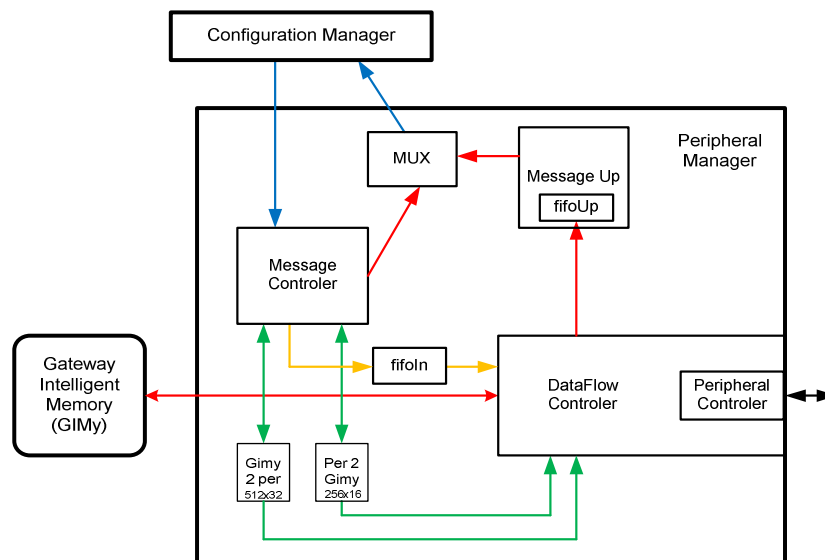 Configuration Manager
MUX
Message Up
fifoUp
Peripheral
Manager
Message
Controler
fifoIn
Gateway
Intelligent
Memory
(GIMy)
DataFlow
Controler
Peripheral
Controler
Gimy
2 per
512x32
Per 2
Gimy
256x16